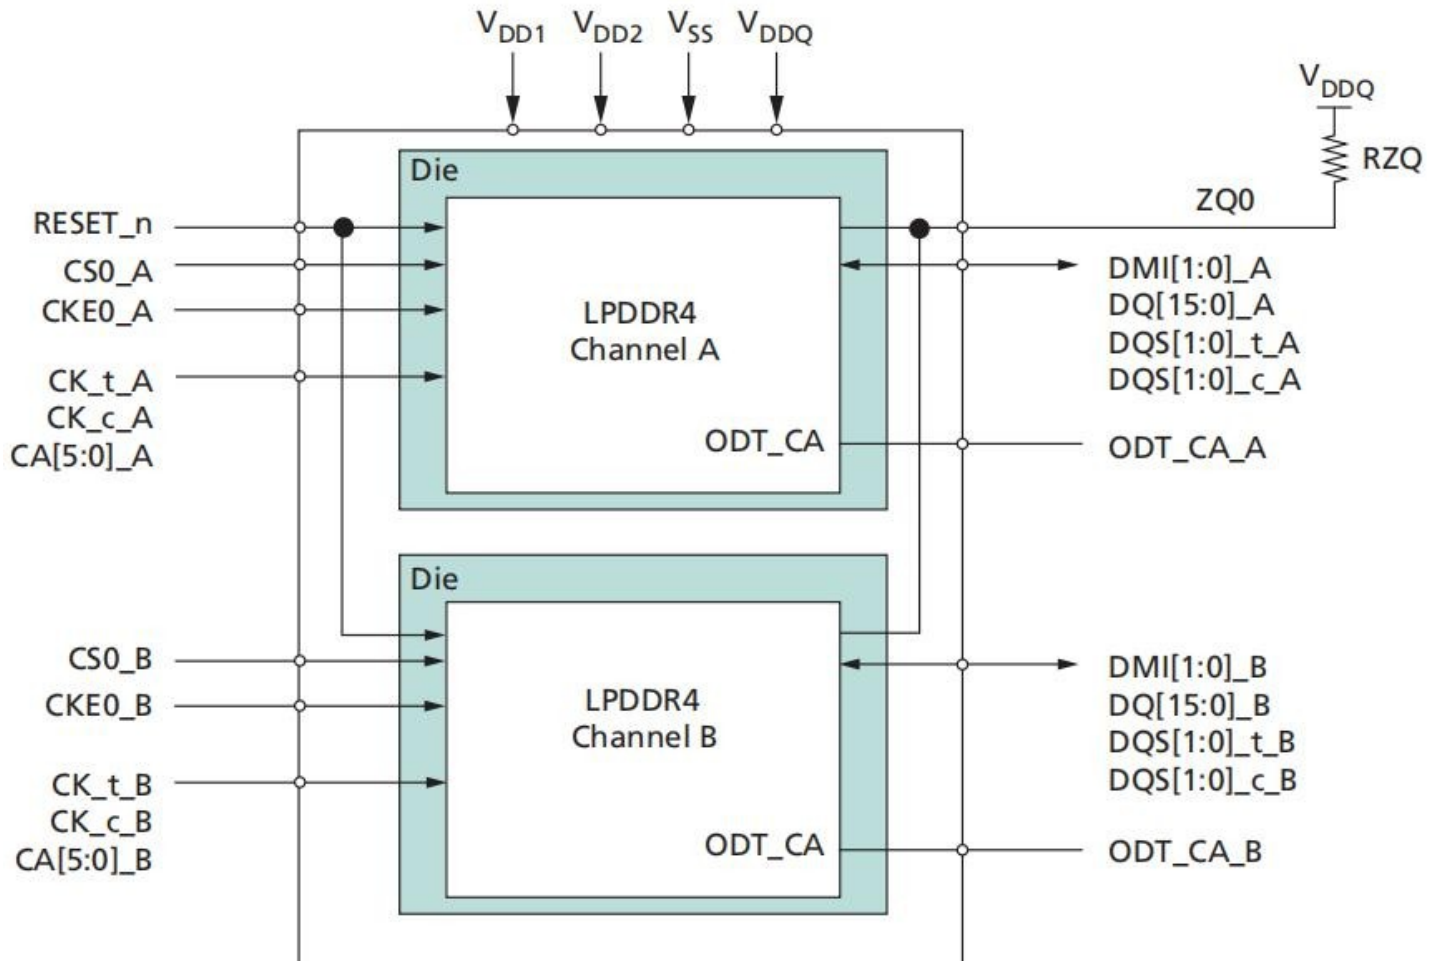 VDD1 VDD2 VSS VDDQ
VDDQ
RZQ
Die
RESET_n
ZQ0
CS0_A
CKE0_A
CK_t_A
CK_c_A
CA[5:0]_A
LPDDR4
Channel A
ODT_CA
DMI[1:0]_A
DQ[15:0]_A
DQS[1:0]_t_A
DQS[1:0]_c_A
ODT_CA_A
Die
CS0_B
CKE0_B
CK_t_B
CK_c_B
CA[5:0]_B
LPDDR4
Channel B
ODT_CA
DMI[1:0]_B
DQ[15:0]_B
DQS[1:0]_t_B
DQS[1:0]_c_B
ODT_CA_B